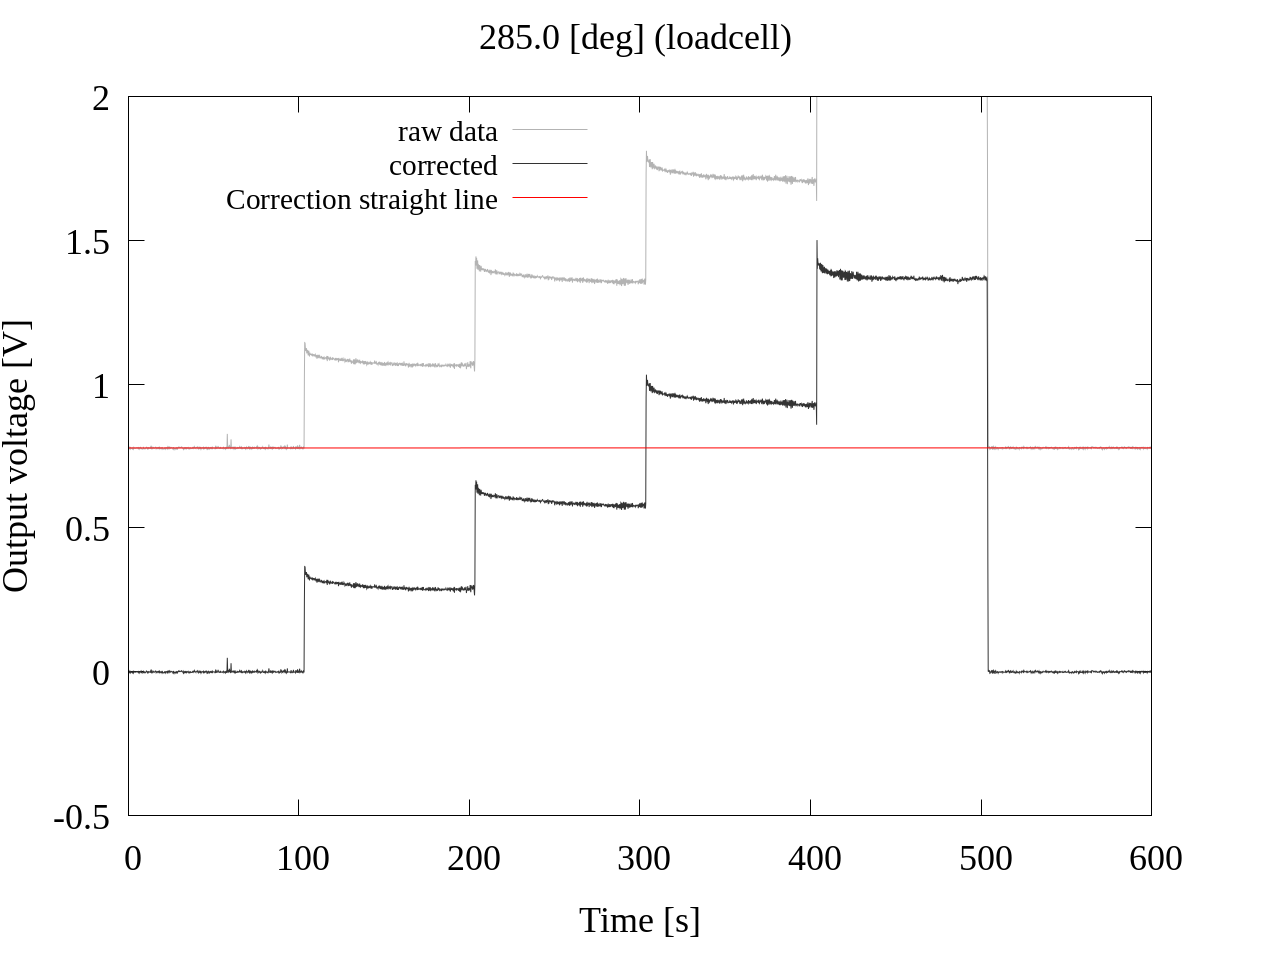 285.0 [deg] (loadcell)
2
raw data
corrected
Correction straight line
1.5
1
0.5
0
-0.5
Output voltage [V]
0 100 200 300 400 500 600
Time [s]